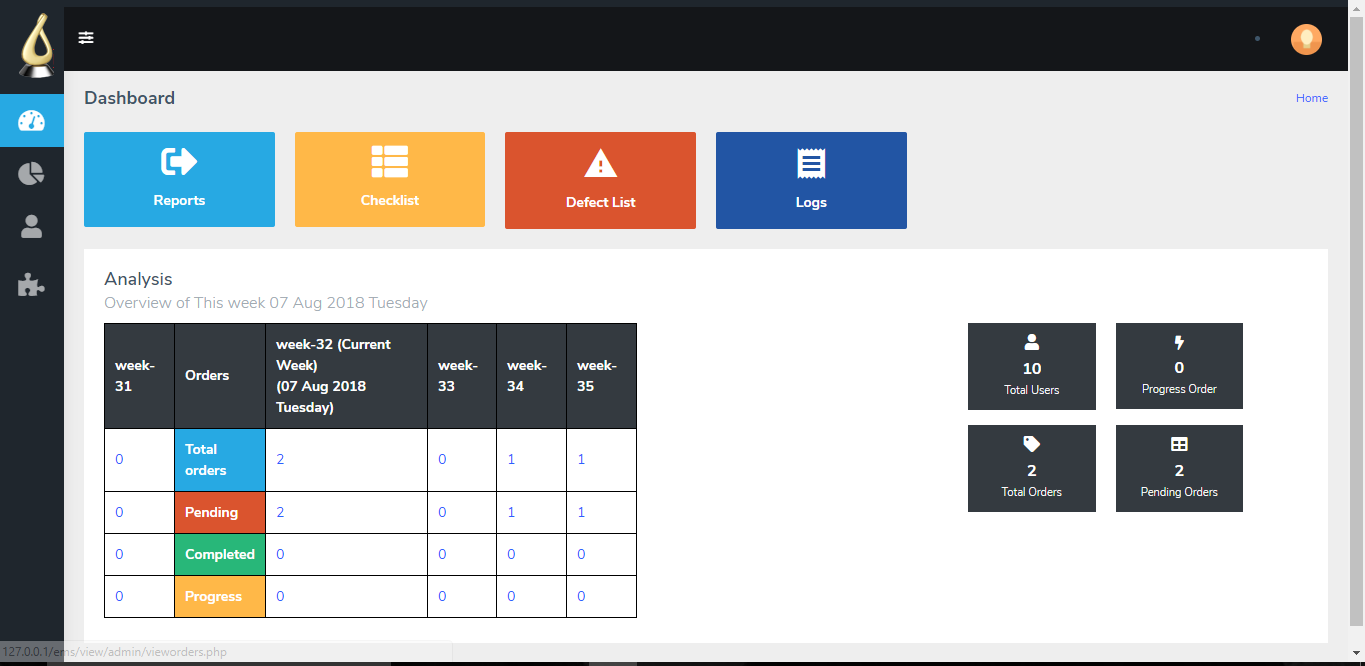 Dashboard
Home
Reports
Checklist
Defect List
Logs
Analysis
Overview of This week 07 Aug 2018 Tuesday
week-
31
Orders
week-32 (Current
Week)
(07 Aug 2018
Tuesday)
week-
33
week-
34
week-
35
0
Total
orders
2
0
1
1
0
Pending
2
0
1
1
0
Completed
0
0
0
0
0
Progress
0
0
0
0
10
Total Users
0
Progress Order
2
Total Orders
2
Pending Orders
127.0.0.1/ems/view/admin/vieworders.php